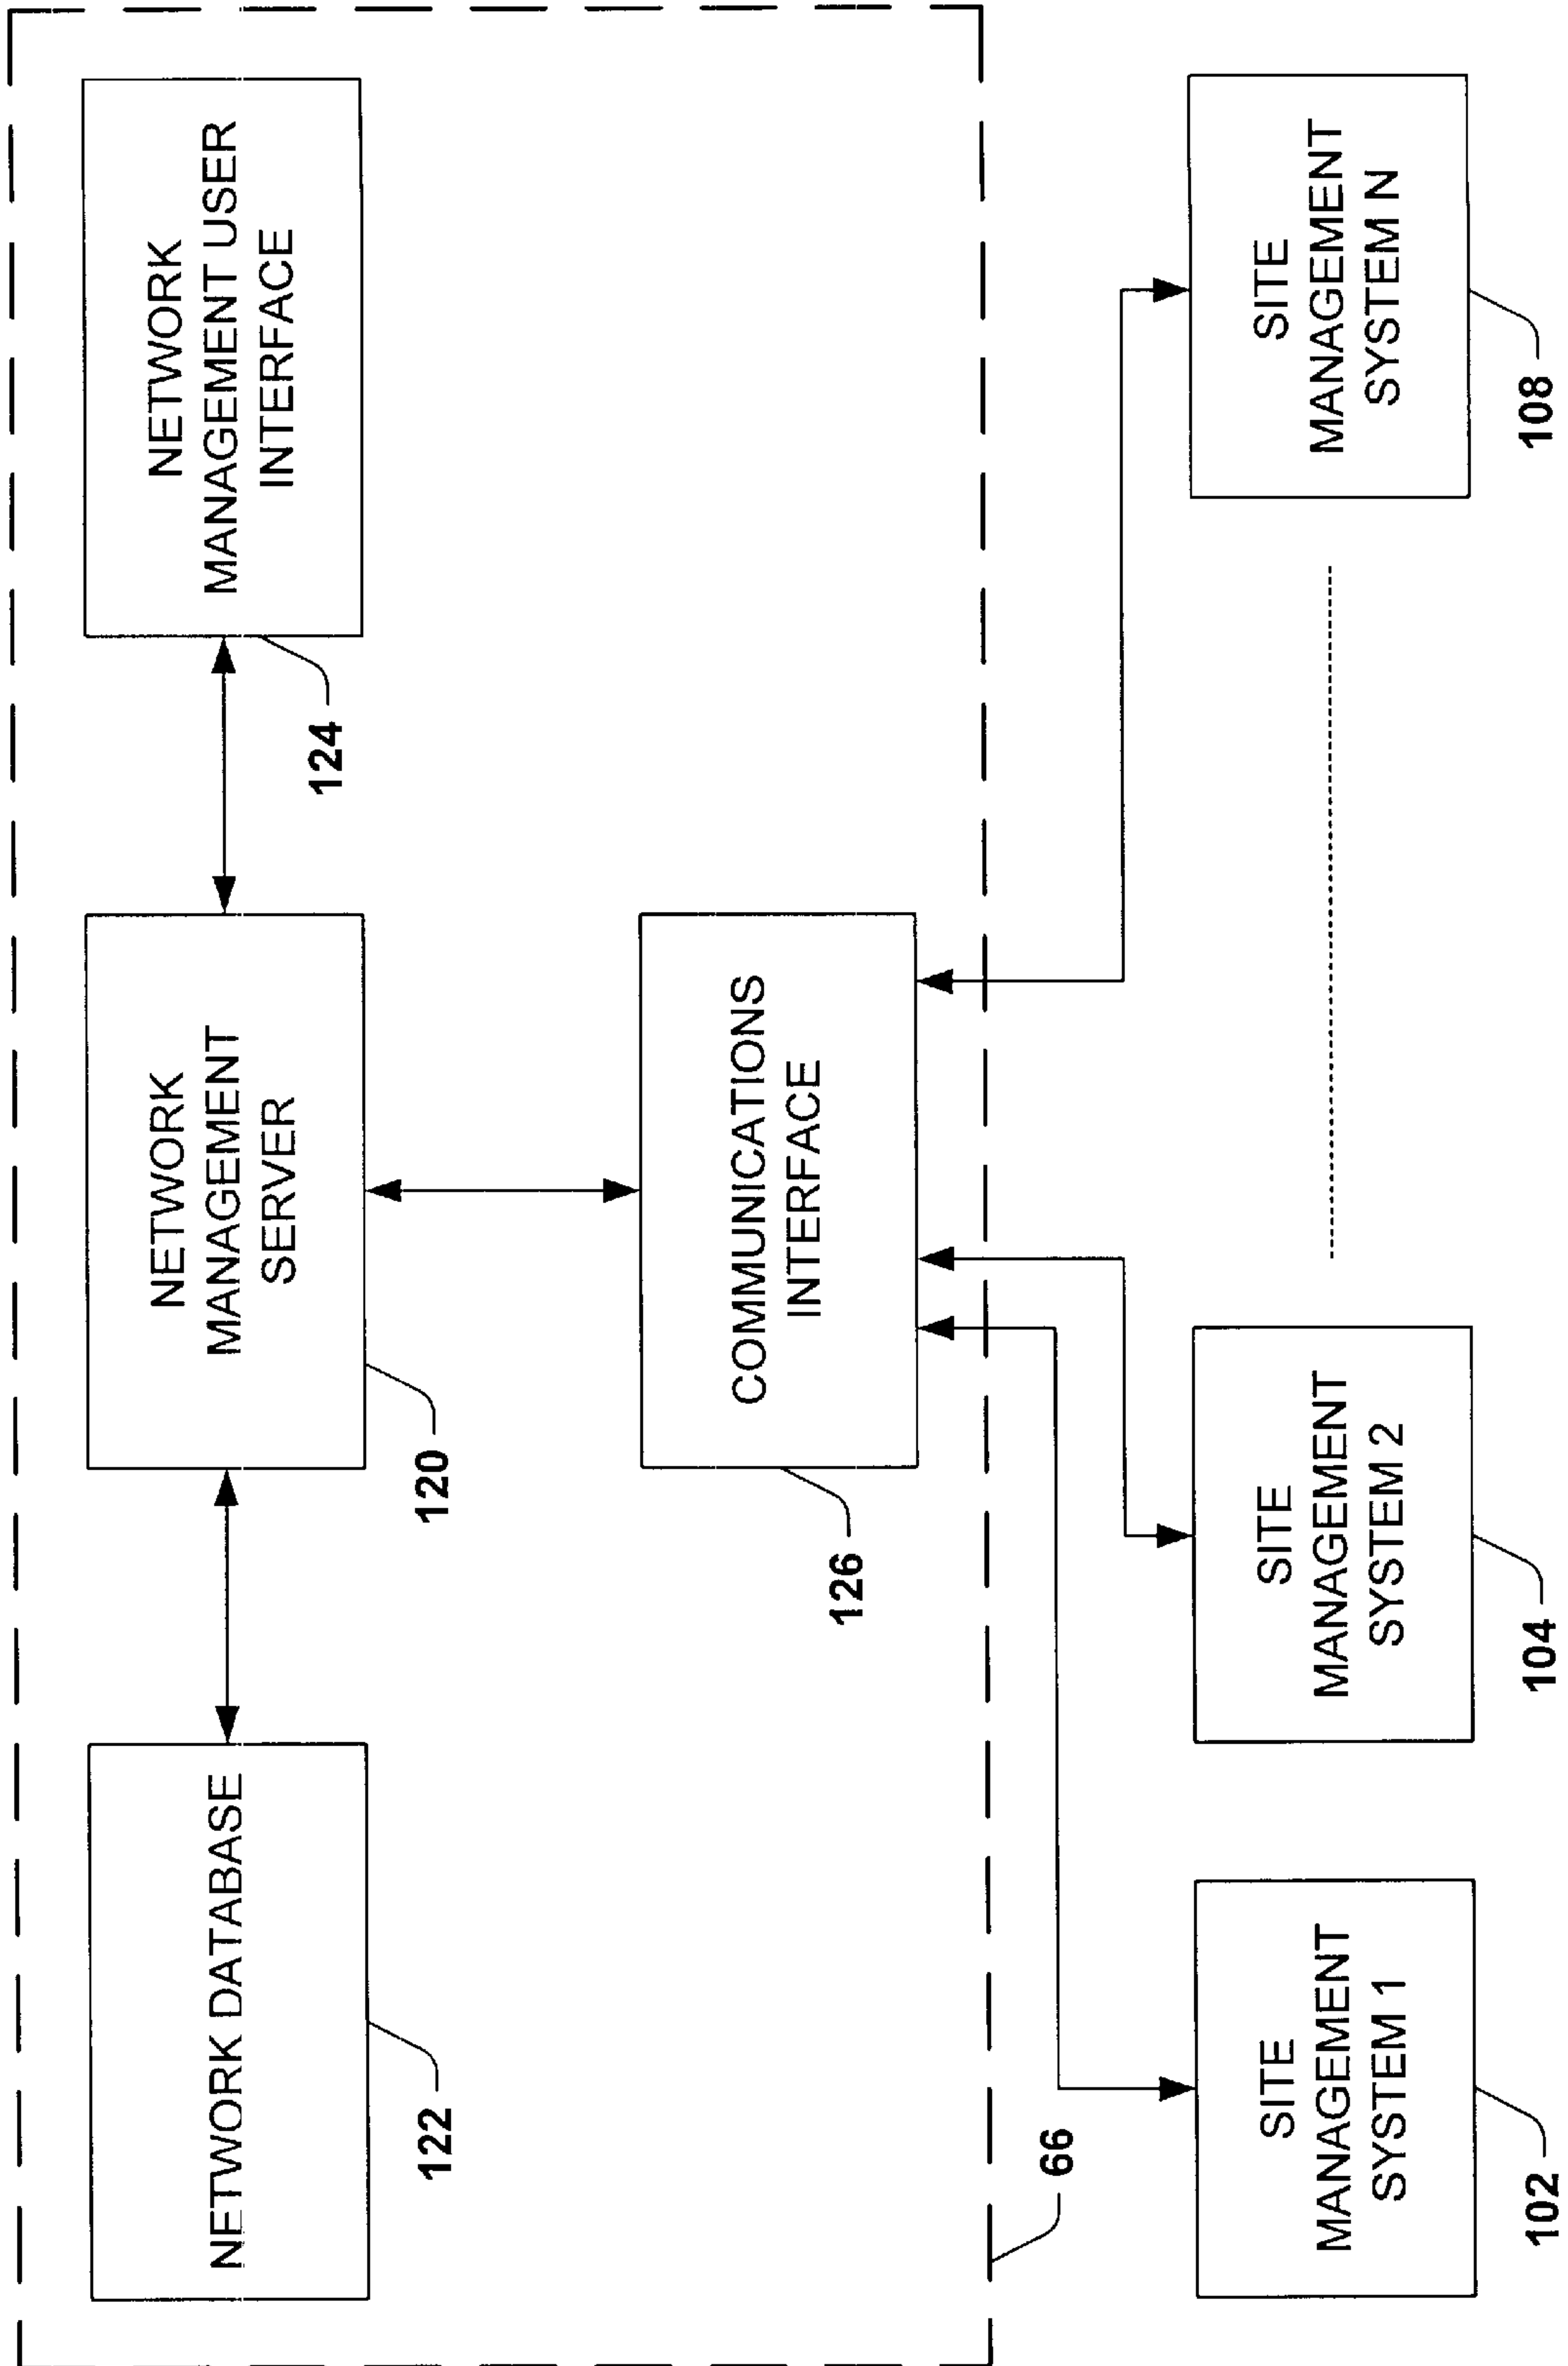 NETWORK DATABASE
122
NETWORK
MANAGEMENT
SERVER
120
NETWORK
MANAGEMENT USER
INTERFACE
124
COMMUNICATIONS
INTERFACE
126
66
SITE
MANAGEMENT
SYSTEM 1
102
SITE
MANAGEMENT
SYSTEM 2
104
SITE
MANAGEMENT
SYSTEM N
108